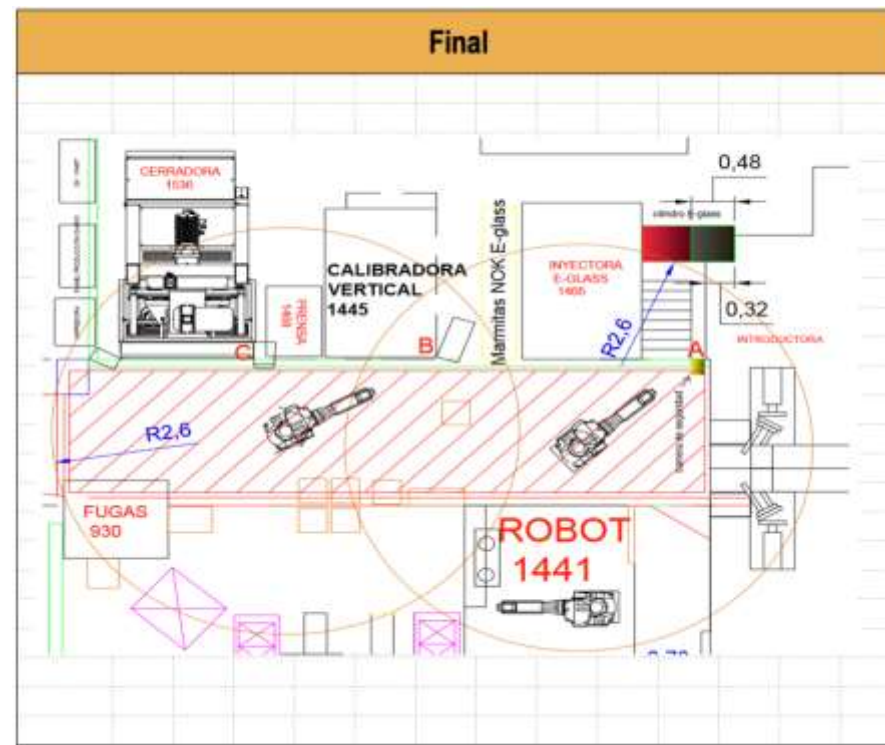 Final
CERRADORA
1536
0,48
cilindro E-glass
Marmitas NOK E-glass
CALIBRADORA
VERTICAL
1445
INYECTORA
E-GLASS
1465
PRENSA
R2,6
0,32
INTRODUCTORA
C
B
A
R2,6
FUGAS
930
ROBOT
1441